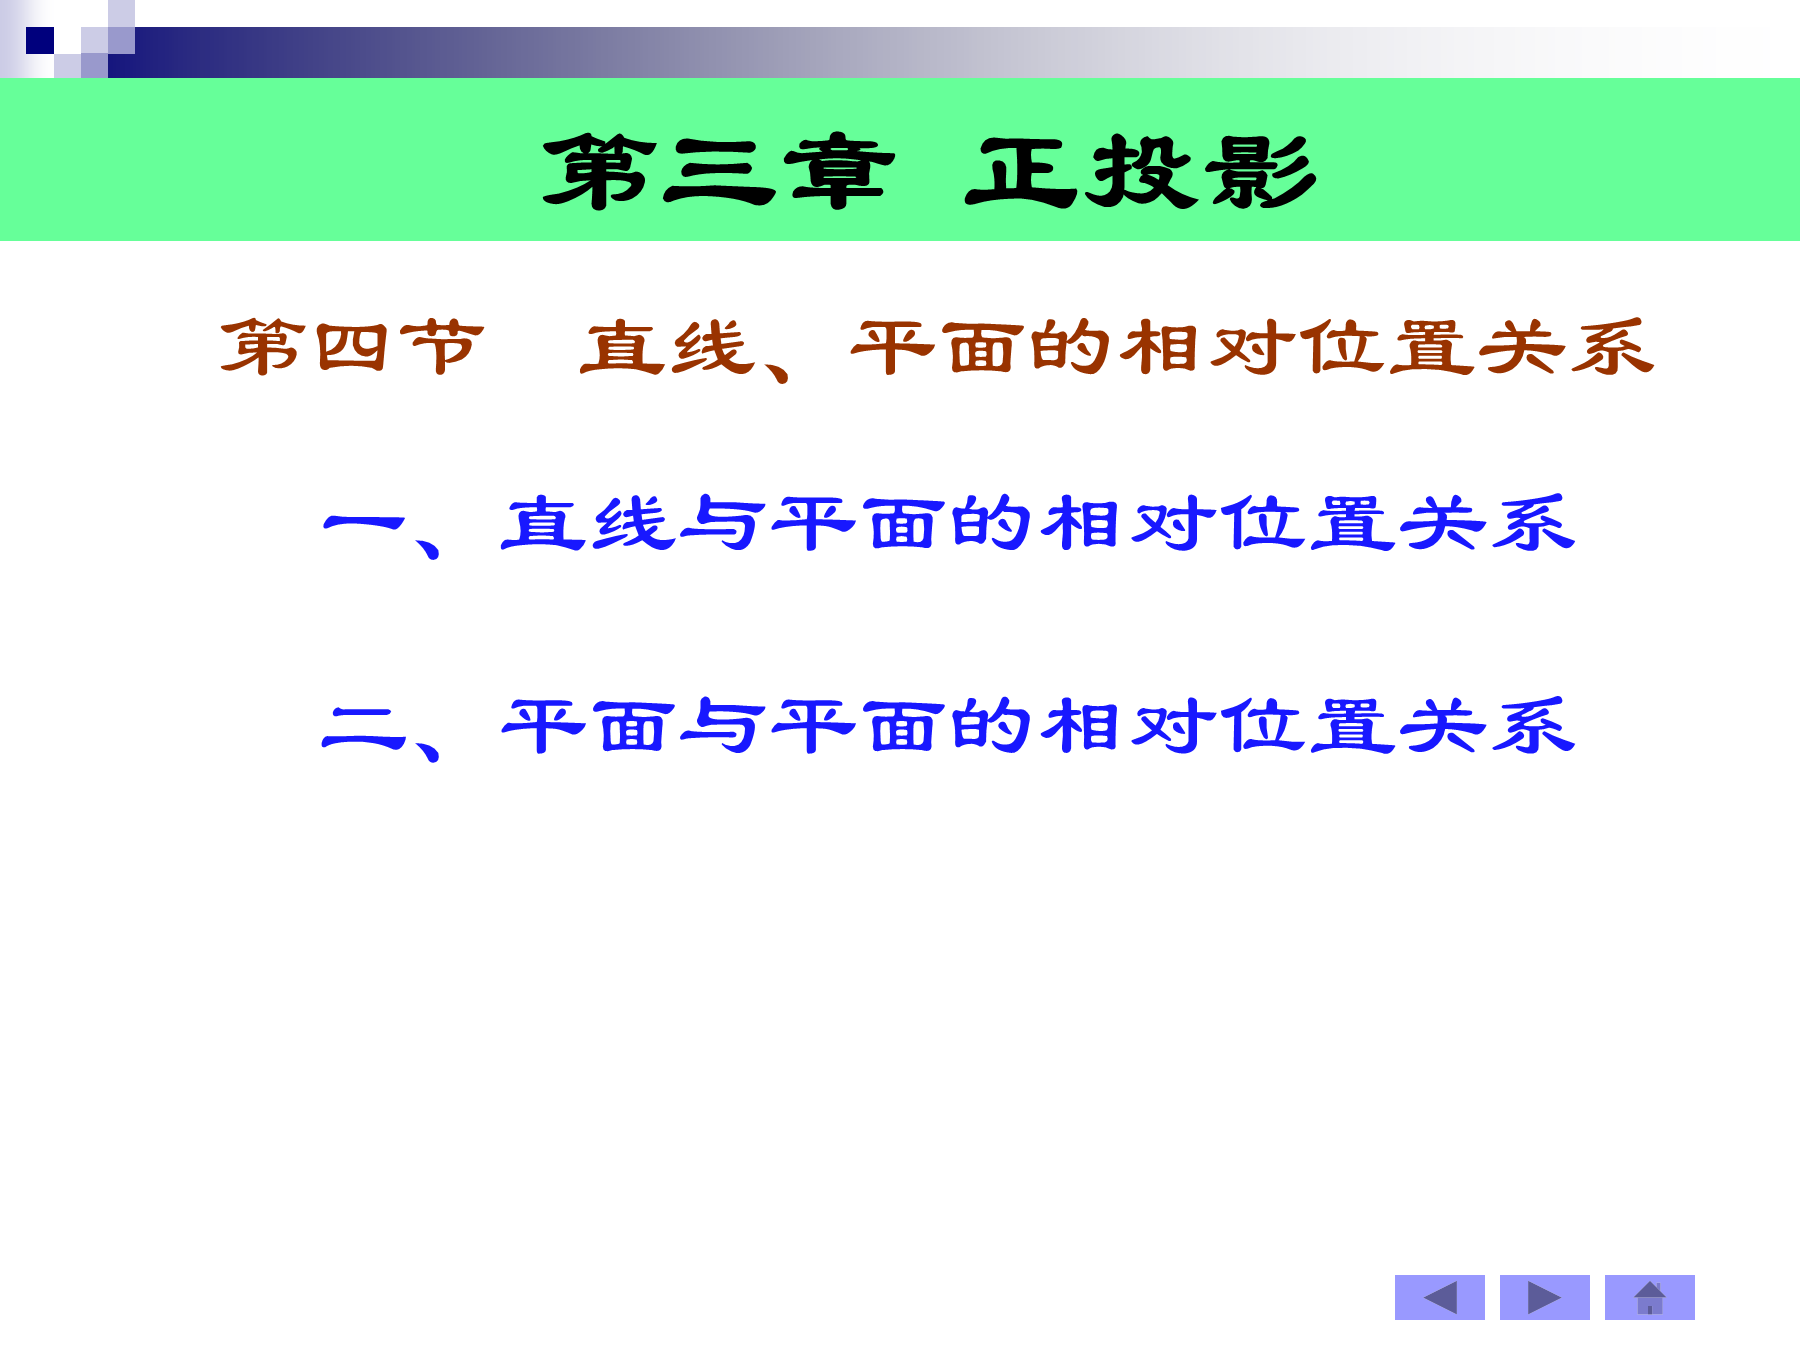 第三章 正投影
第四节 直线、平面的相对位置关系
一、直线与平面的相对位置关系
二、平面与平面的相对位置关系